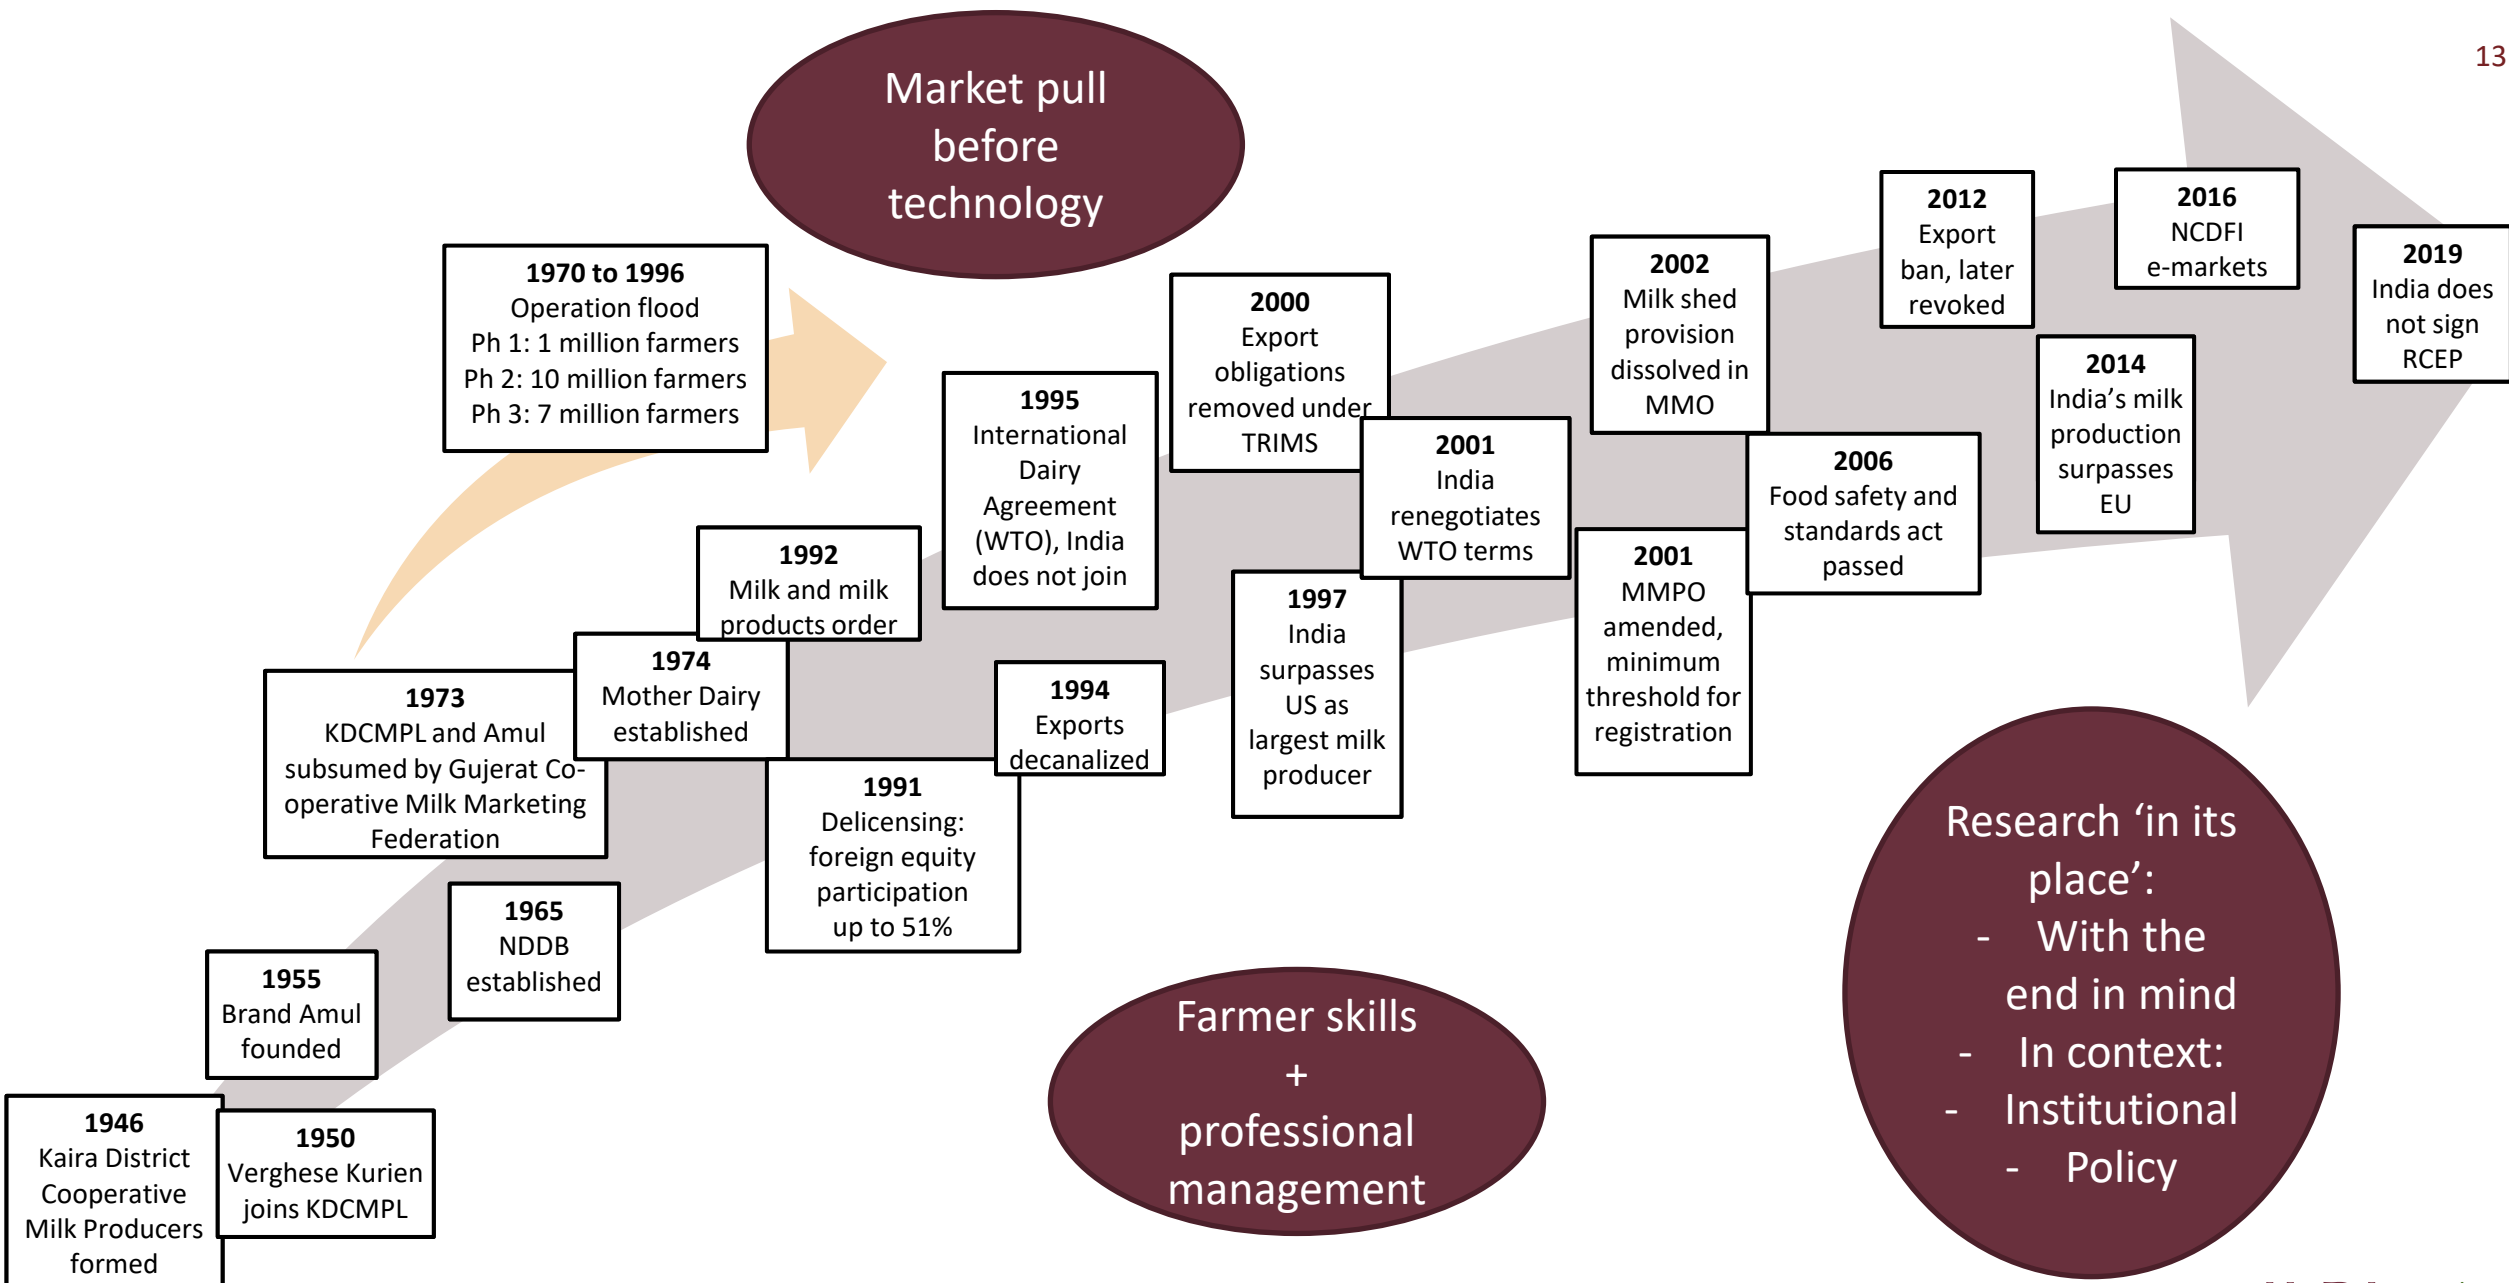 13
Market pull
before
technology
1970 to 1996
Operation flood
Ph 1: 1 million farmers
Ph 2: 10 million farmers
Ph 3: 7 million farmers
2012
Export
ban, later
revoked
2016
NCDFI
e-markets
2019
India does
not sign
RCEP
2002
Milk shed
provision
dissolved in
MMO
2000
Export
obligations
removed under
TRIMS
2014
India’s milk
production
surpasses
EU
1995
International
Dairy
Agreement
(WTO), India
does not join
2001
India
renegotiates
WTO terms
2006
Food safety and
standards act
passed
1992
Milk and milk
products order
2001
MMPO
amended,
minimum
threshold for
registration
1997
India
surpasses
US as
largest milk
producer
1974
Mother Dairy
established
1994
Exports
decanalized
1973
KDCMPL and Amul
subsumed by Gujerat Co-
operative Milk Marketing
Federation
1991
Delicensing:
foreign equity
participation
up to 51%
1965
NDDB
established
1955
Brand Amul
founded
1946
Kaira District
Cooperative
Milk Producers
formed
1950
Verghese Kurien
joins KDCMPL
Farmer skills
+
professional
management
Research ‘in its
place’:
- With the
end in mind
- In context:
- Institutional
- Policy